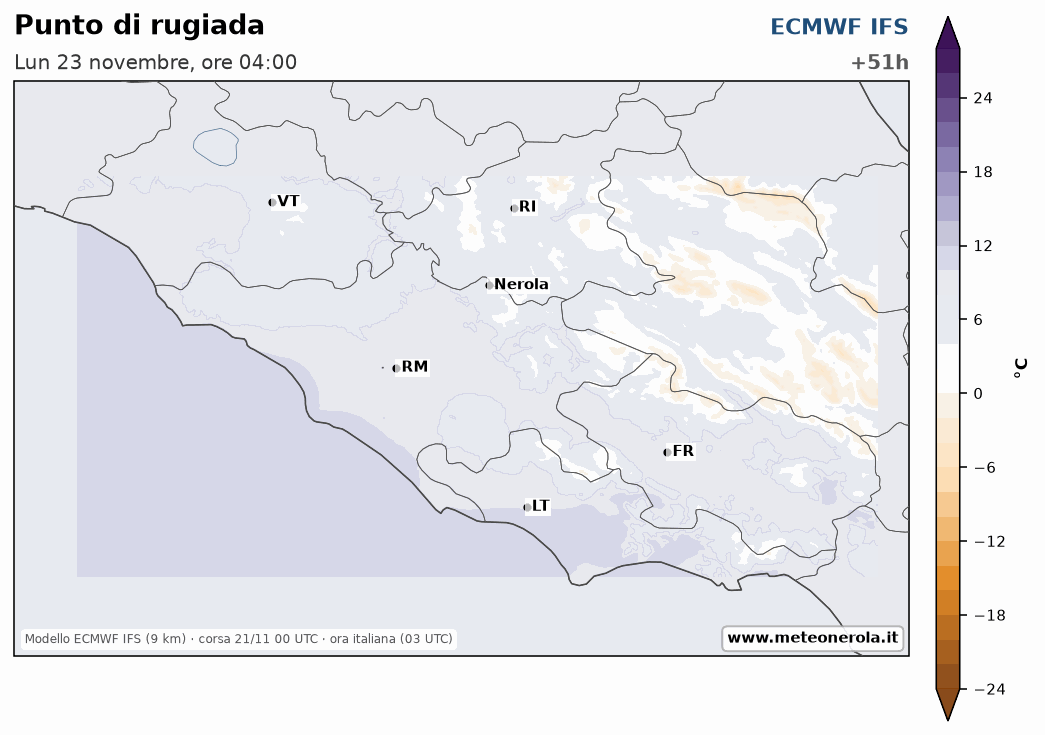 Punto di rugiada
ECMWF IFS
Lun 23 novembre, ore 04:00
+51h
VT
RI
Nerola
RM
FR
LT
24
18
12
6
0
−6
−12
−18
−24
°C
Modello ECMWF IFS (9 km) · corsa 21/11 00 UTC · ora italiana (03 UTC)
www.meteonerola.it